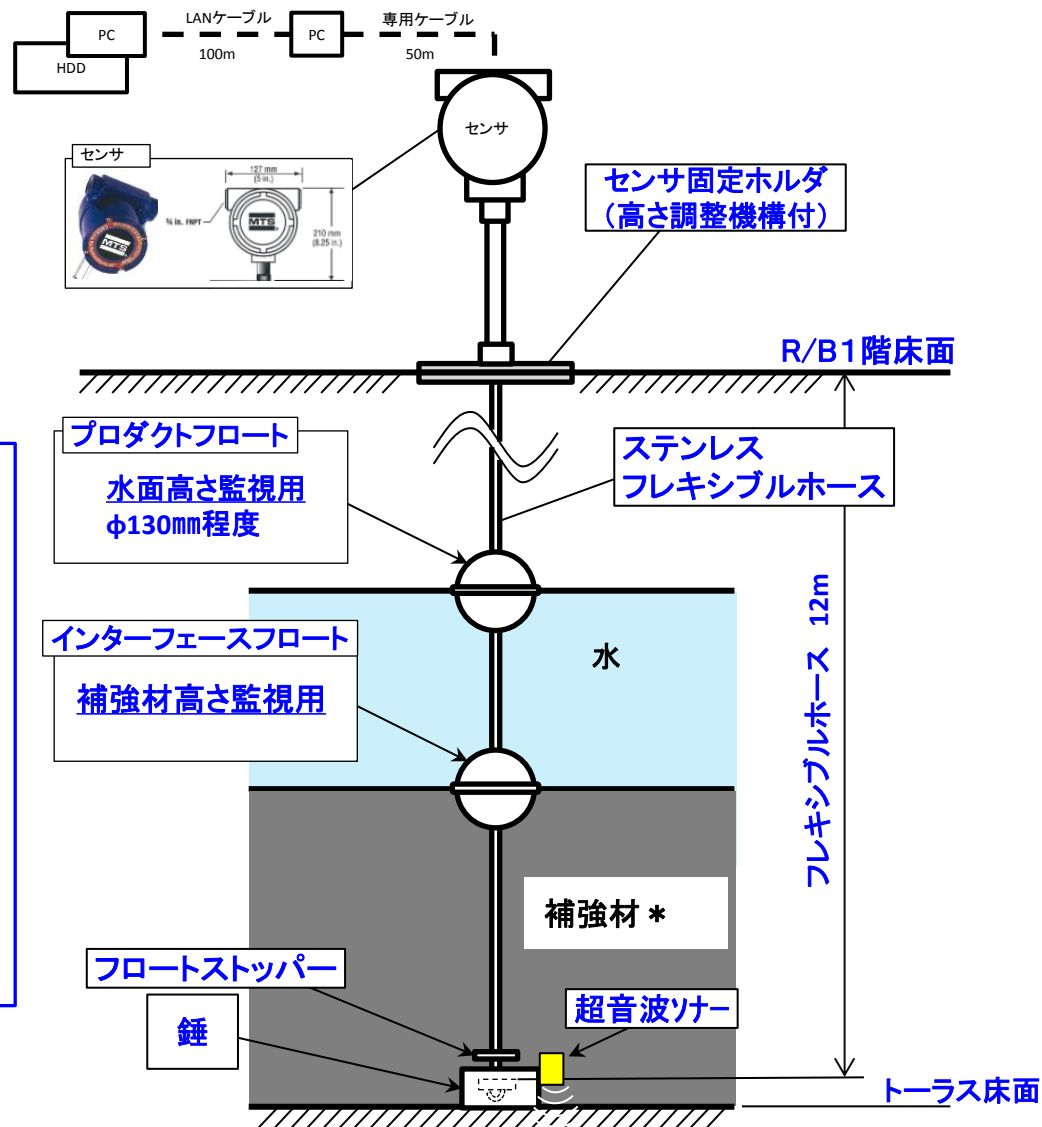 LANケーブル
専用ケーブル
PC
PC
HDD
100m
50m
センサ
センサ
127 mm
(5 in.)
¾ in. FNPT
MTS
MTS
210 mm
(8.25 in.)
センサ固定ホルダ
（高さ調整機構付）
R/B1階床面
プロダクトフロート
水面高さ監視用
φ130㎜程度
ステンレス
フレキシブルホース
インターフェースフロート
補強材高さ監視用
水
フレキシブルホース 12m
補強材＊
フロートストッパー
錘
超音波ｿﾅｰ
トーラス床面